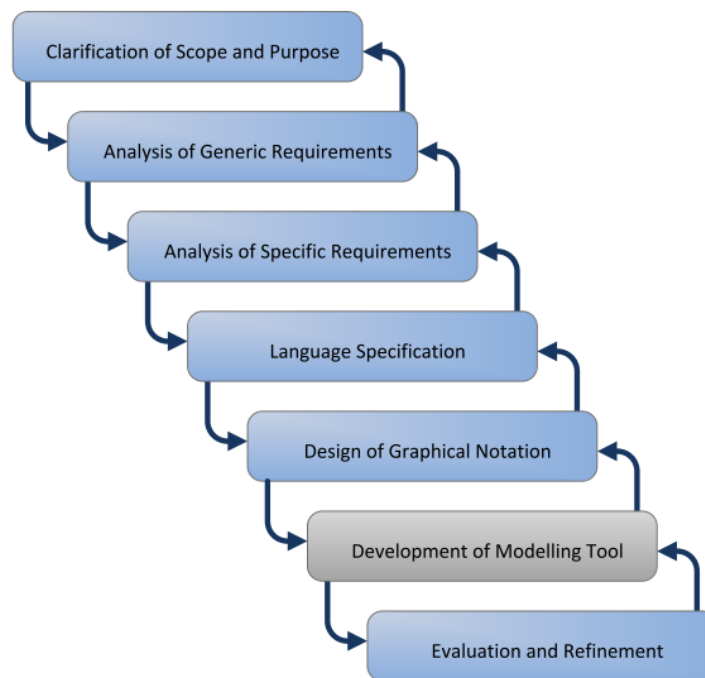 Clarification of Scope and Purpose
Analysis of Generic Requirements
Analysis of Specific Requirements
Language Specification
Design of Graphical Notation
Development of Modelling Tool
Evaluation and Refinement